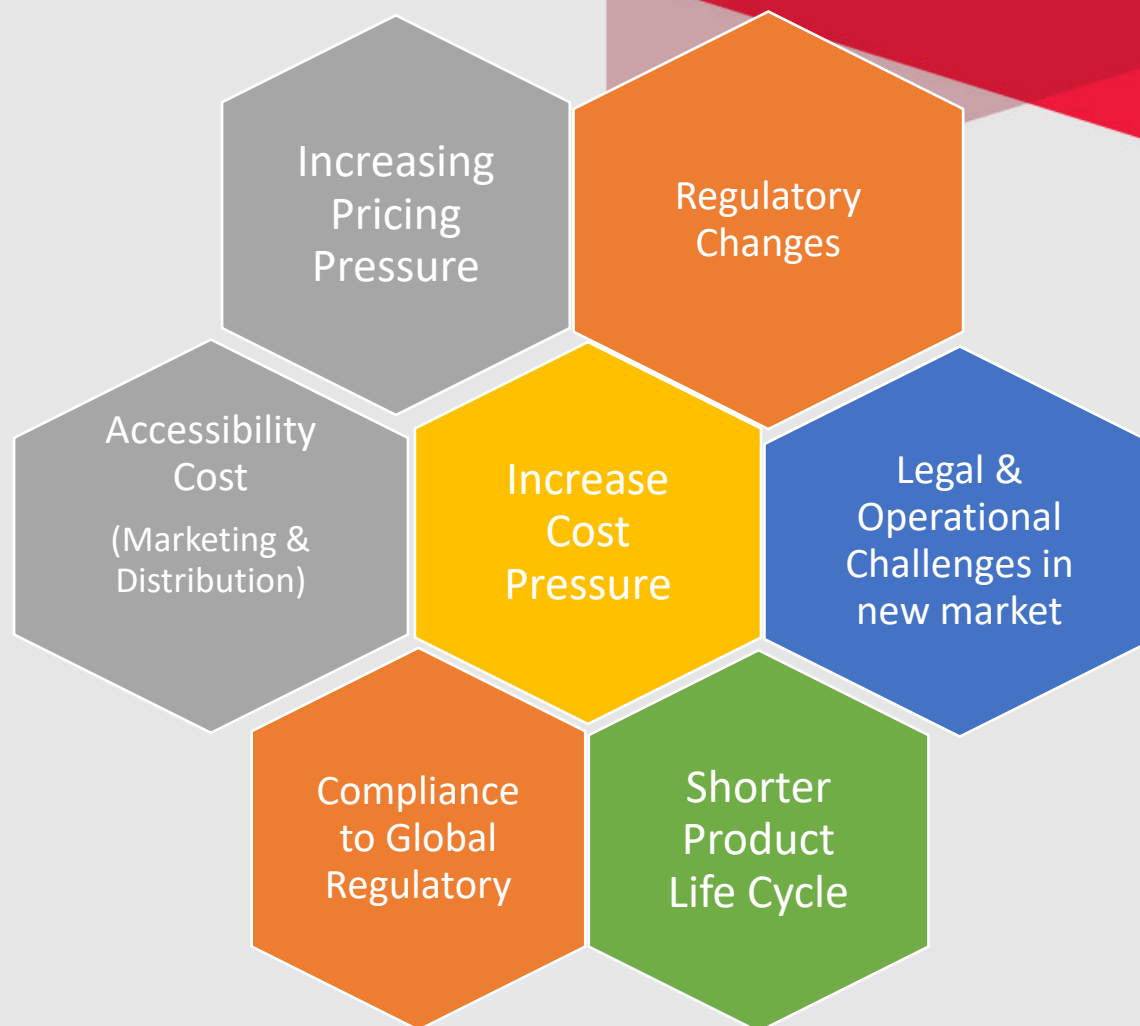 Increasing
Pricing
Pressure
Regulatory
Changes
Accessibility
Cost
(Marketing &
Distribution)
Increase
Cost
Pressure
Legal &
Operational
Challenges in
new market
Compliance
to Global
Regulatory
Shorter
Product
Life Cycle